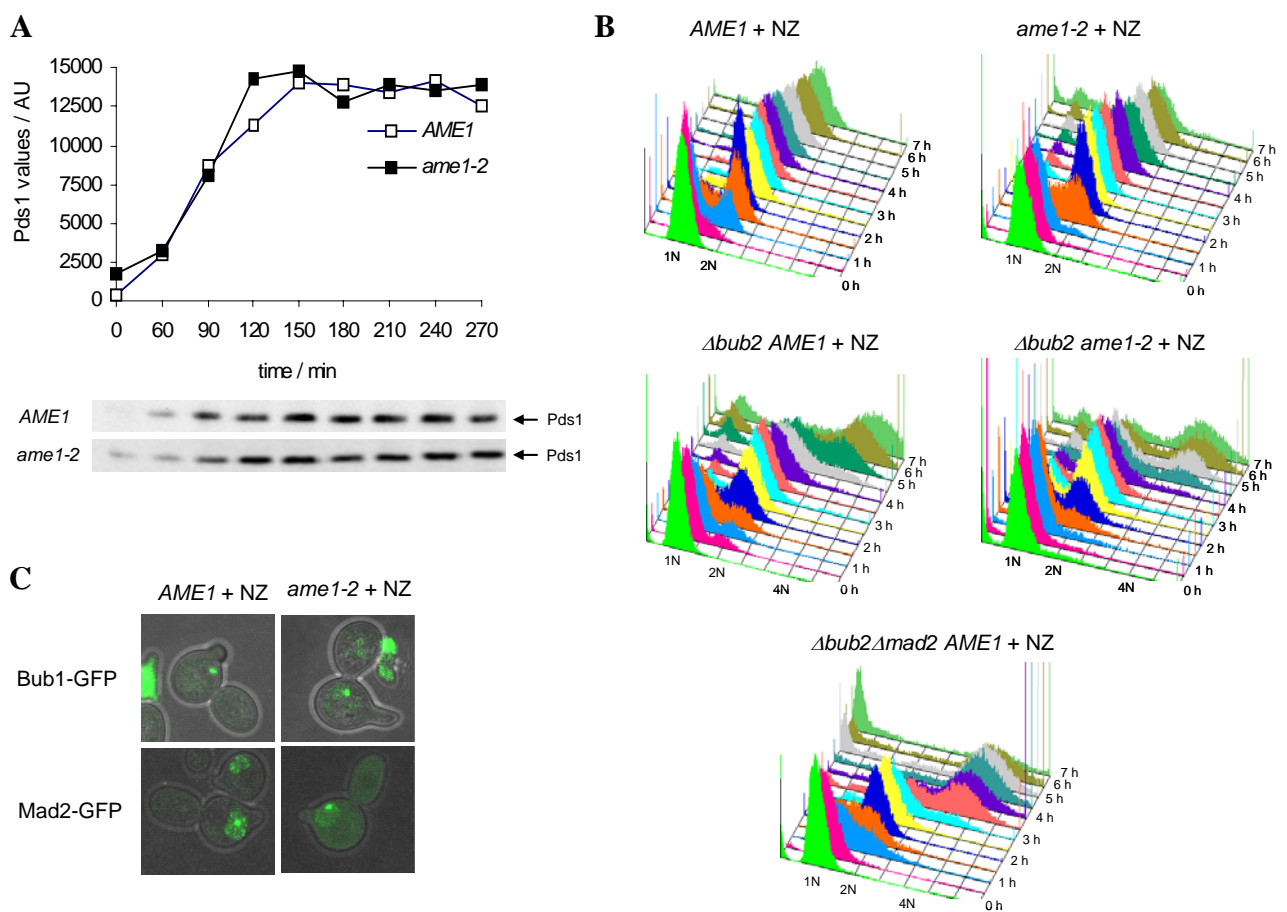 A
Pds1 values / AU
15000
12500
10000
7500
5000
2500
0
AME1
ame1-2
0 60 90 120 150 180 210 240 270
time / min
AME1 Pds1
ame1-2 Pds1
B
AME1 + NZ
1N 2N
0 h
1 h
2 h
3 h
4 h
5 h
6 h
7 h
ame1-2 + NZ
1N 2N
0 h
1 h
2 h
3 h
4 h
5 h
6 h
7 h
Δbub2 AME1 + NZ
1N 2N 4N
0 h
1 h
2 h
3 h
4 h
5 h
6 h
7 h
Δbub2 ame1-2 + NZ
1N 2N 4N
0 h
1 h
2 h
3 h
4 h
5 h
6 h
7 h
Δbub2Δmad2 AME1 + NZ
1N 2N 4N
0 h
1 h
2 h
3 h
4 h
5 h
6 h
7 h
C
AME1 + NZ ame1-2 + NZ
Bub1-GFP
Mad2-GFP